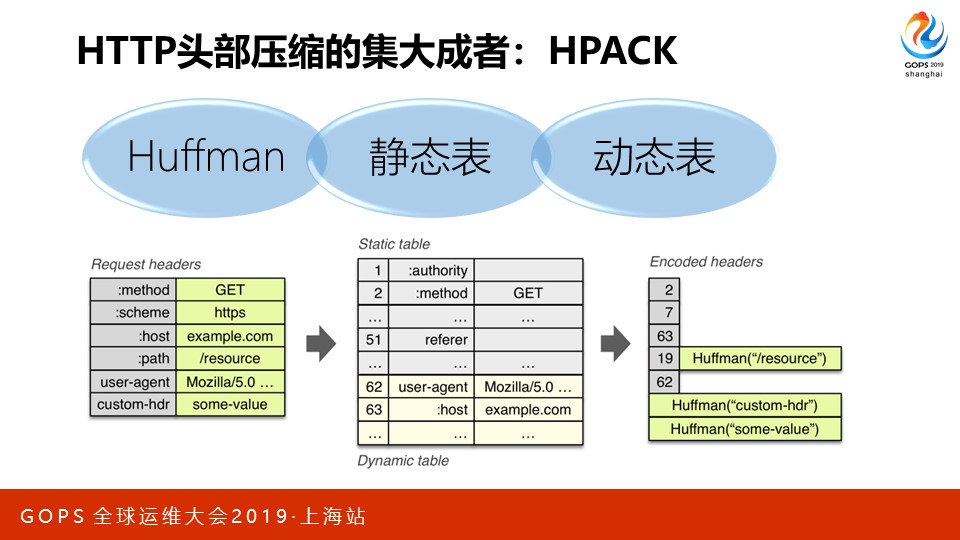 HTTP头部压缩的集大成者：HPACK
GOPS 2019
shanghai
Huffman
静态表
动态表
Request headers
:method GET
:scheme https
:host example.com
:path /resource
user-agent Mozilla/5.0 …
custom-hdr some-value
Static table
1 :authority
2 :method GET
… … …
51 referer
… … …
62 user-agent Mozilla/5.0 …
63 :host example.com
… … …
Dynamic table
Encoded headers
2
7
63
19 Huffman(“/resource”)
62
Huffman(“custom-hdr”)
Huffman(“some-value”)
GOPS 全球运维大会2019·上海站